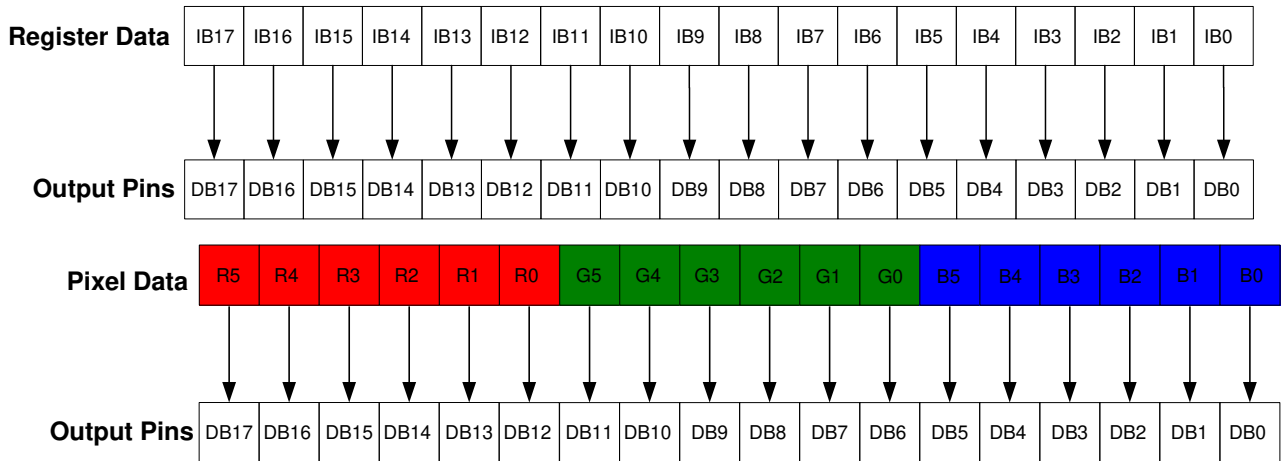 Register Data IB17 IB16 IB15 IB14 IB13 IB12 IB11 IB10 IB9 IB8 IB7 IB6 IB5 IB4 IB3 IB2 IB1 IB0
Output Pins DB17 DB16 DB15 DB14 DB13 DB12 DB11 DB10 DB9 DB8 DB7 DB6 DB5 DB4 DB3 DB2 DB1 DB0
Pixel Data R5 R4 R3 R2 R1 R0 G5 G4 G3 G2 G1 G0 B5 B4 B3 B2 B1 B0
Output Pins DB17 DB16 DB15 DB14 DB13 DB12 DB11 DB10 DB9 DB8 DB7 DB6 DB5 DB4 DB3 DB2 DB1 DB0